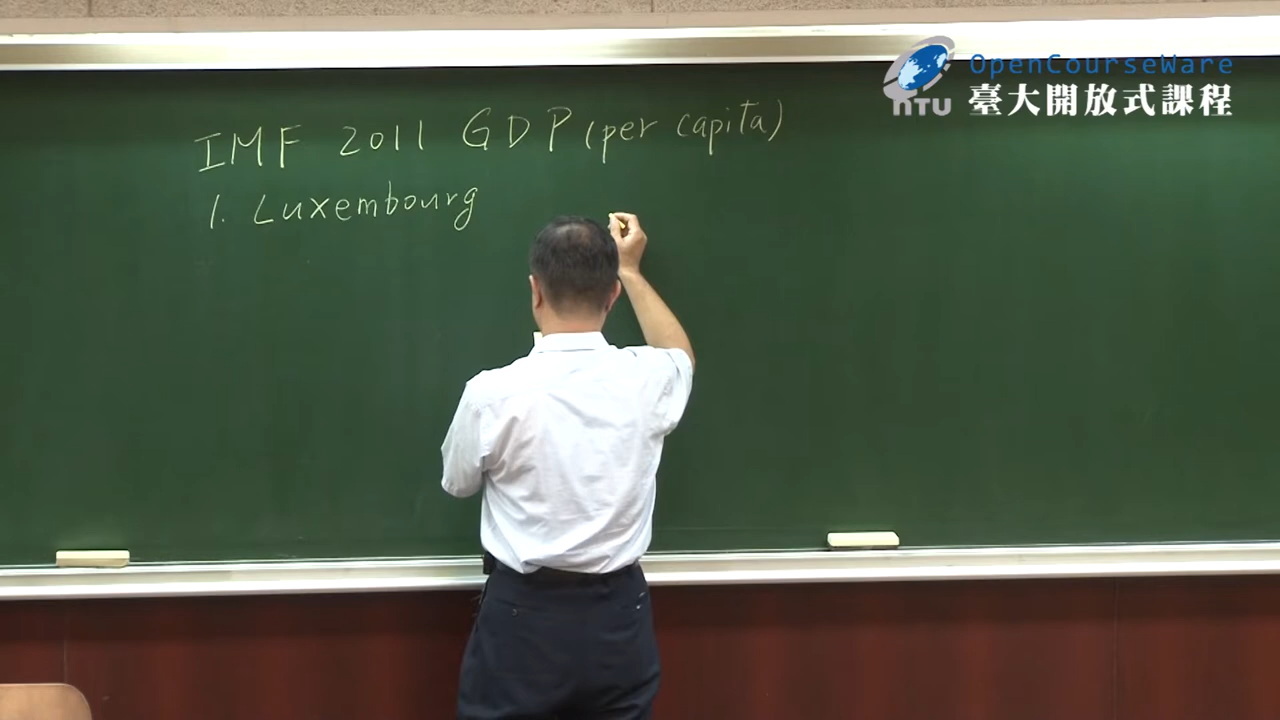 OpenCourseWare
NTU 臺大開放式課程
IMF 2011 GDP (per capita)
1. Luxembourg